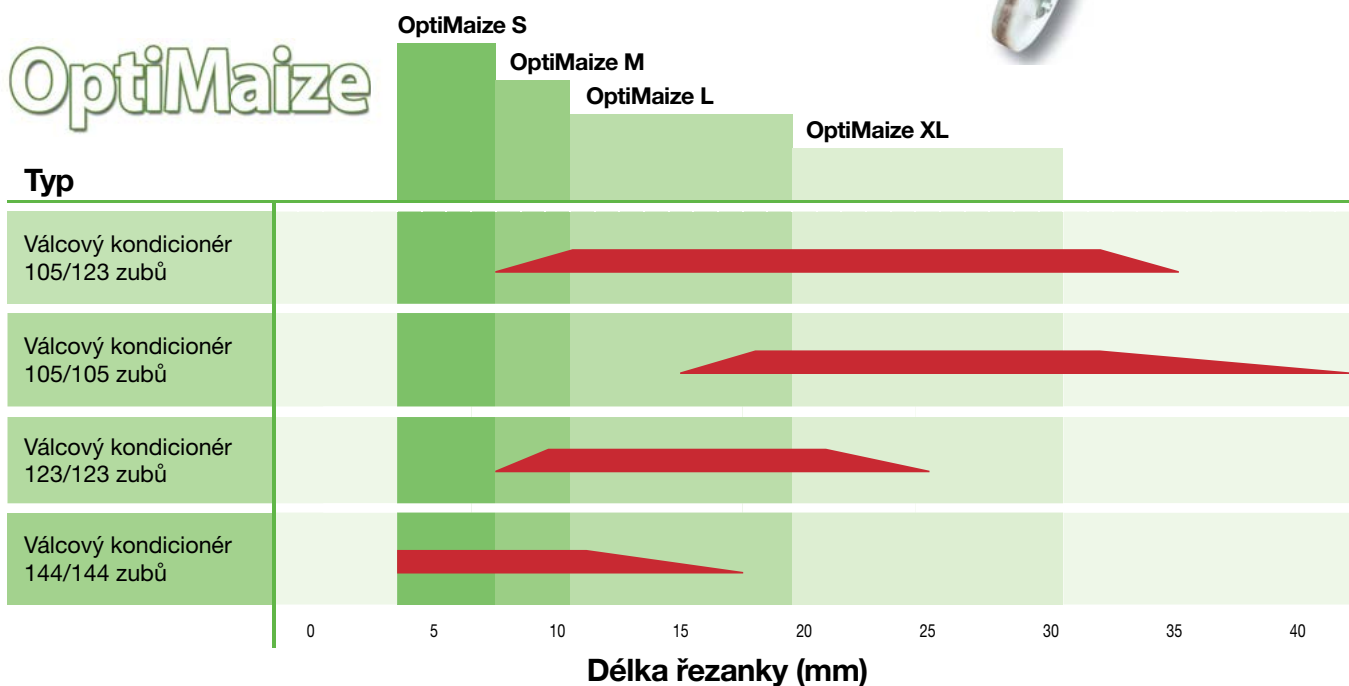 OptiMaize S
OptiMaize
OptiMaize M
OptiMaize L
OptiMaize XL
Typ
Válcový kondicionér
105/123 zubů
Válcový kondicionér
105/105 zubů
Válcový kondicionér
123/123 zubů
Válcový kondicionér
144/144 zubů
0 5 10 15 20 25 30 35 40
Délka řezanky (mm)